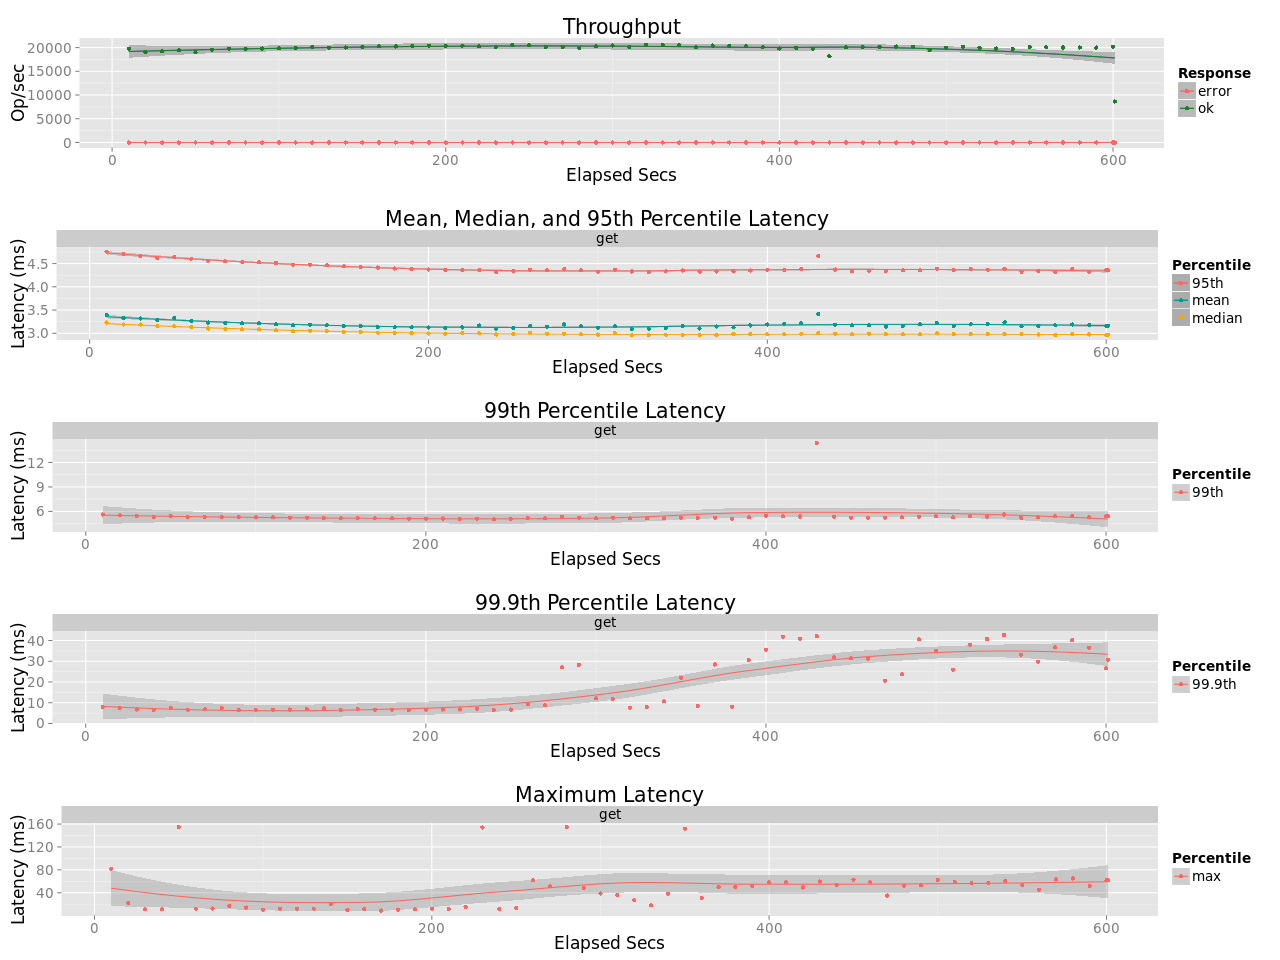 Throughput
Op/sec
20000
15000
10000
5000
0
0 200 400 600
Elapsed Secs
Response
error
ok
Mean, Median, and 95th Percentile Latency
get
Latency (ms)
4.5
4.0
3.5
3.0
0 200 400 600
Elapsed Secs
Percentile
95th
mean
median
99th Percentile Latency
get
Latency (ms)
12
9
6
0 200 400 600
Elapsed Secs
Percentile
99th
99.9th Percentile Latency
get
Latency (ms)
40
30
20
10
0
0 200 400 600
Elapsed Secs
Percentile
99.9th
Maximum Latency
get
Latency (ms)
160
120
80
40
0 200 400 600
Elapsed Secs
Percentile
max